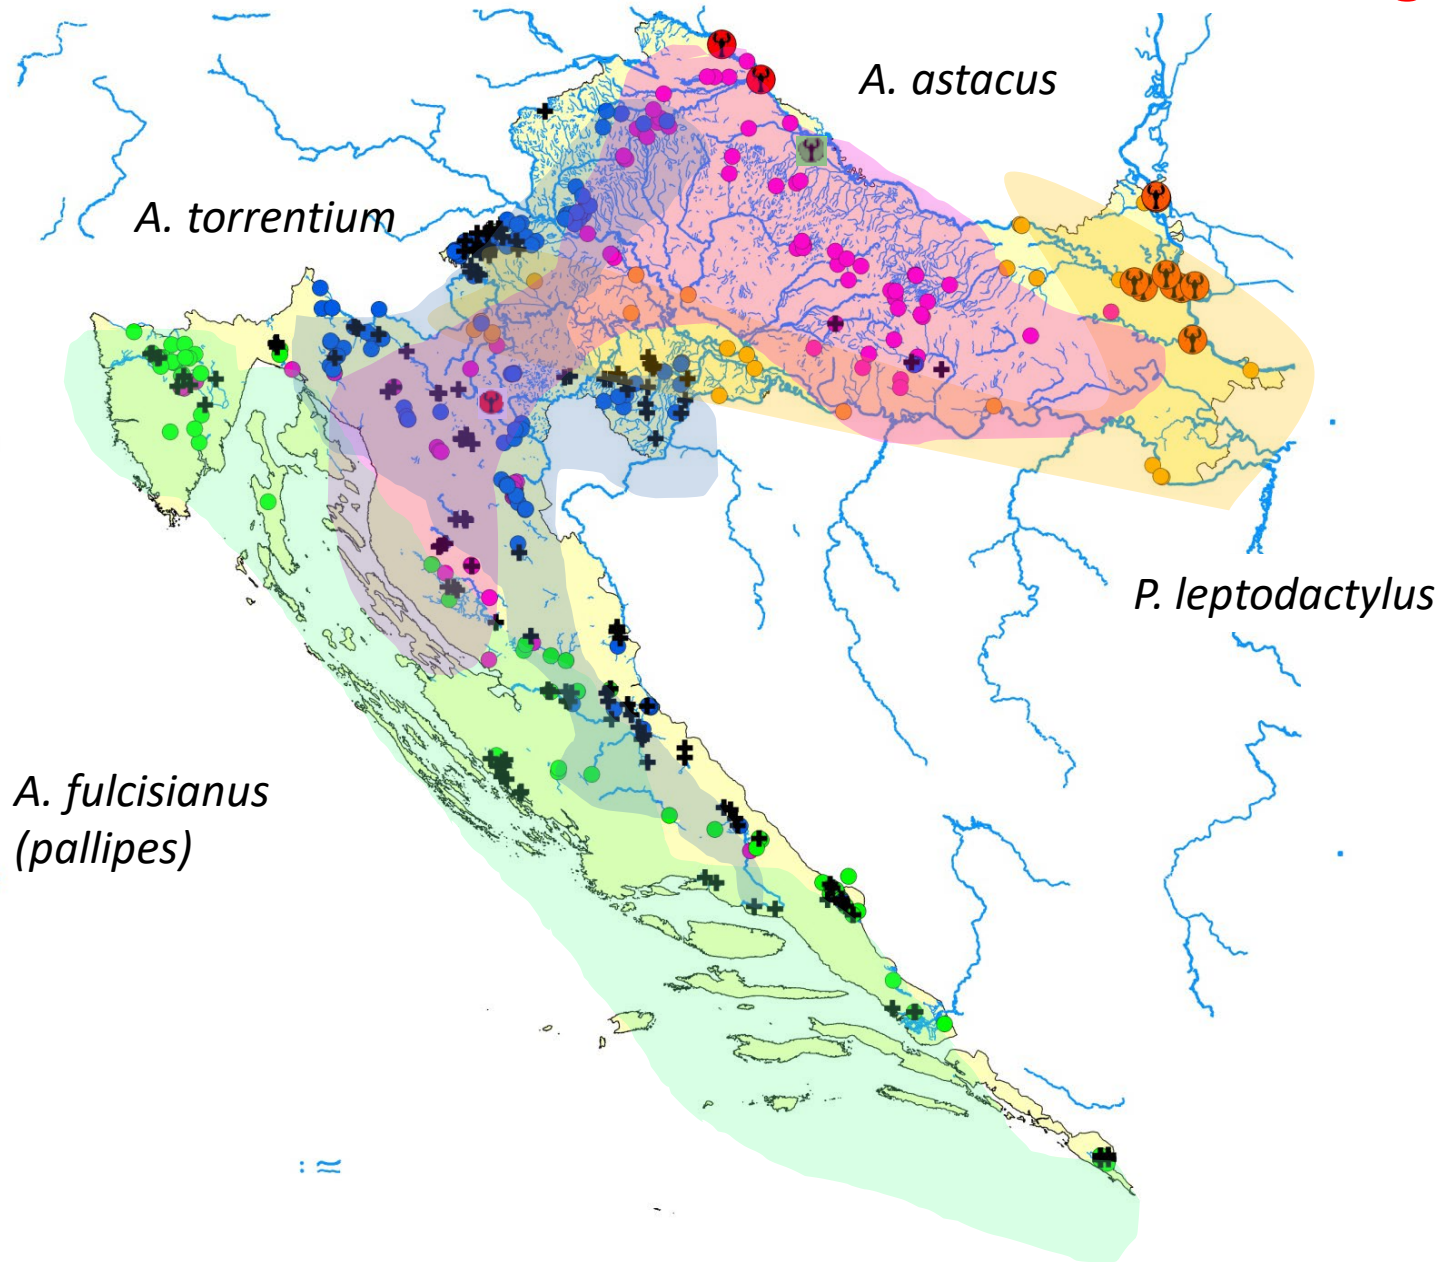 A. astacus
A. torrentium
P. leptodactylus
A. fulcisianus
(pallipes)